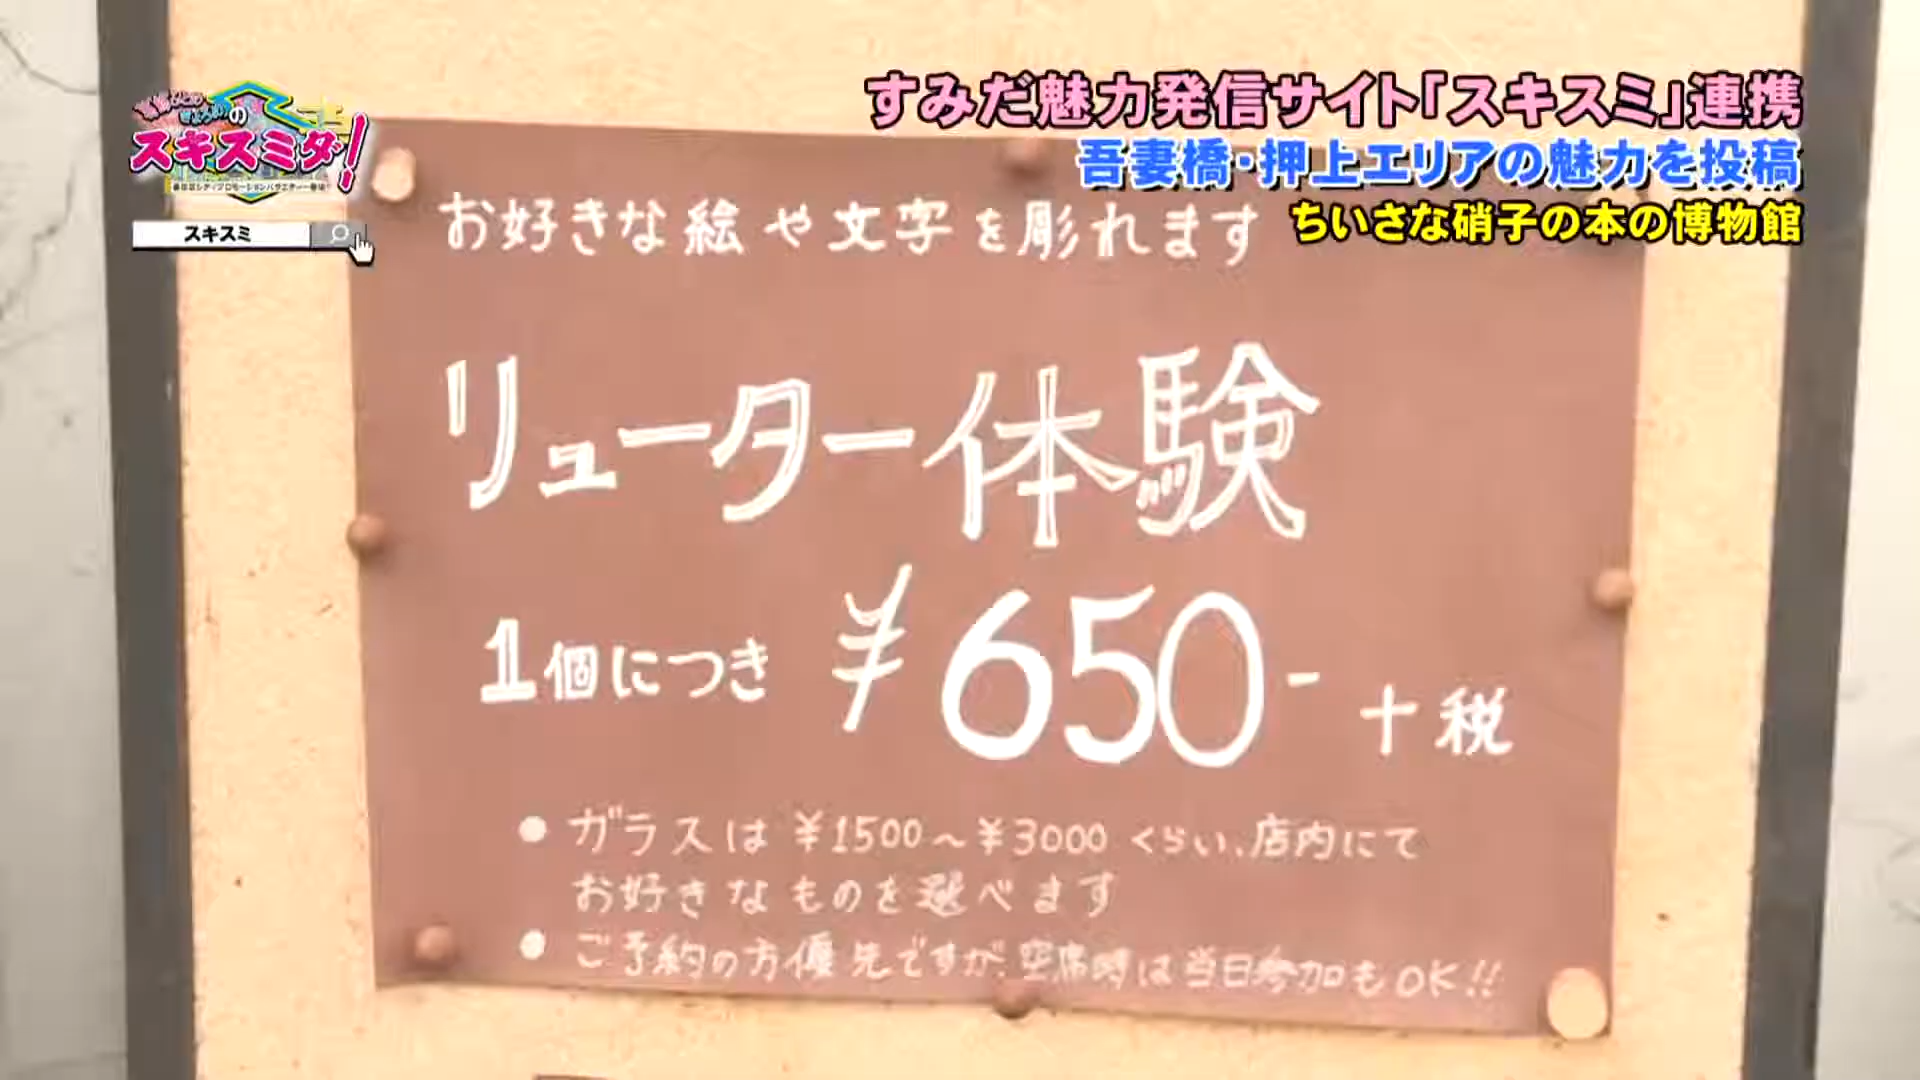 すみだ魅力発信サイト「スキスミ」連携
吾妻橋・押上エリアの魅力を投稿
ちいさな硝子の本の博物館
の
スキスミダ!
スキスミ
お好きな絵や文字を彫れます
リューター体験
1個につき ¥650- +税
● ガラスは ¥1500～¥3000 くらい、店内にて
お好きなものを選べます
● ご予約の方優先ですが、空席時は当日参加もOK!!